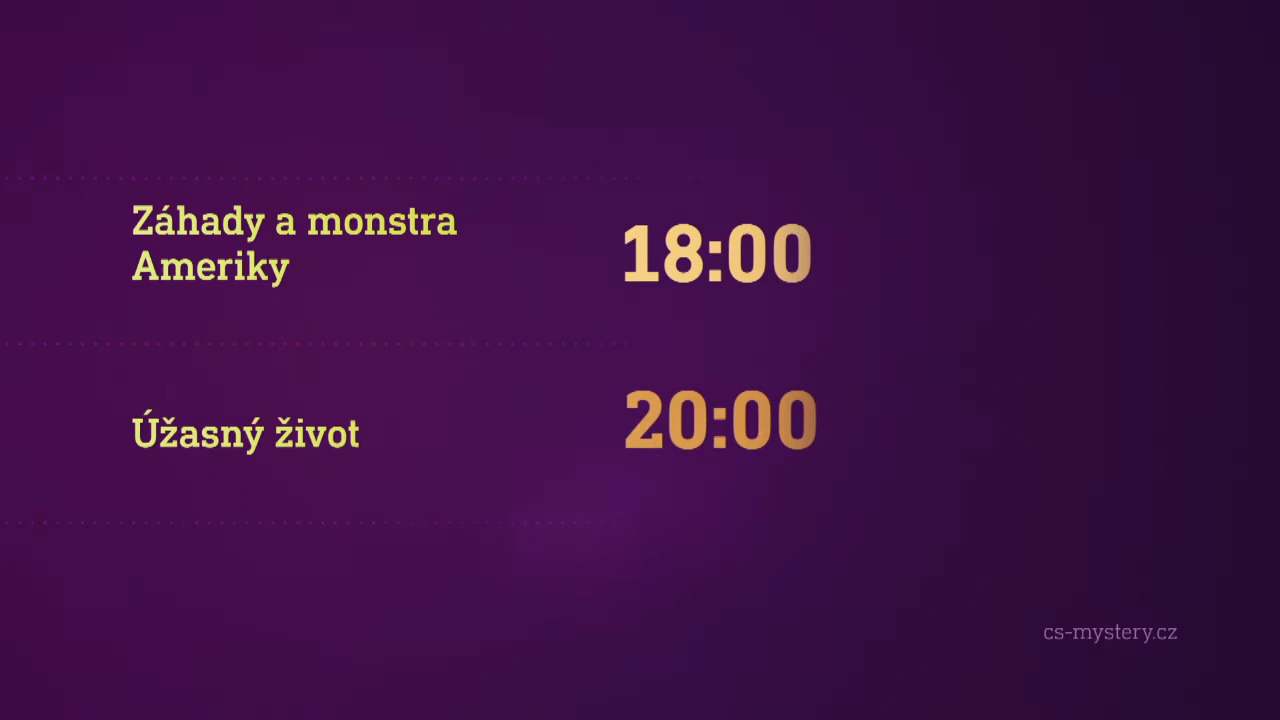 Záhady a monstra
Ameriky
18:00
Úžasný život
20:00
cs-mystery.cz